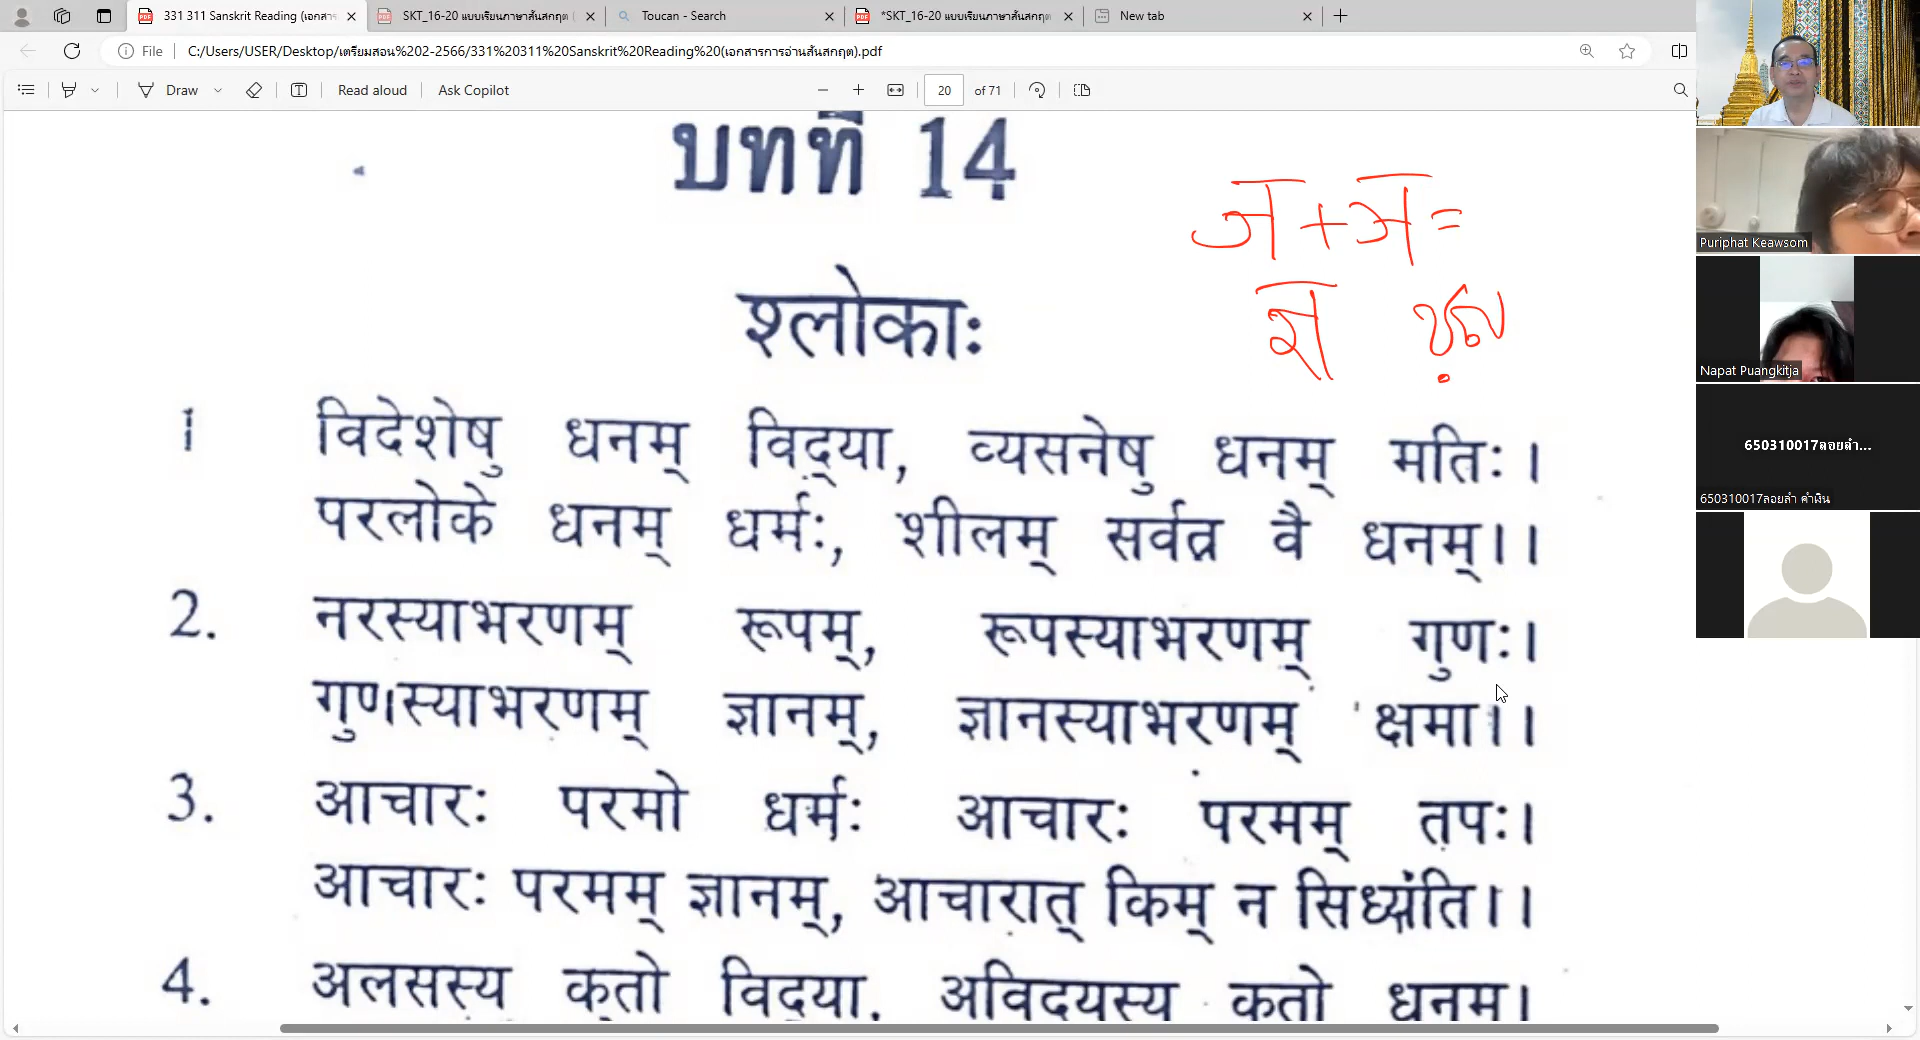 331 311 Sanskrit Reading (เอกสาร
SKT_16-20 แบบเรียนภาษาสันสกฤต
Toucan - Search
*SKT_16-20 แบบเรียนภาษาสันสกฤต
New tab
File
C:/Users/USER/Desktop/เตรียมสอน%202-2566/331%20311%20Sanskrit%20Reading%20(เอกสารการอ่านสันสกฤต).pdf
Draw
Read aloud
Ask Copilot
20 of 71
บทที่ 14
श्लोकाः
1 विदेशेषु धनम् विद्या, व्यसनेषु धनम् मतिः।
परलोके धनम् धर्मः, शीलम् सर्वत्र वै धनम्।।
2. नरस्याभरणम् रूपम्, रूपस्याभरणम् गुणः।
गुणस्याभरणम् ज्ञानम्, ज्ञानस्याभरणम् क्षमा।।
3. आचारः परमो धर्मः आचारः परमम् तपः।
आचारः परमम् ज्ञानम्, आचारात् किम् न सिध्यंति।।
4. अलसस्य कुतो विद्या, अविद्यस्य कुतो धनम्।
Puriphat Keawsom
Napat Puangkitja
650310017ลอยลำ...
650310017ลอยลำ คำผิน